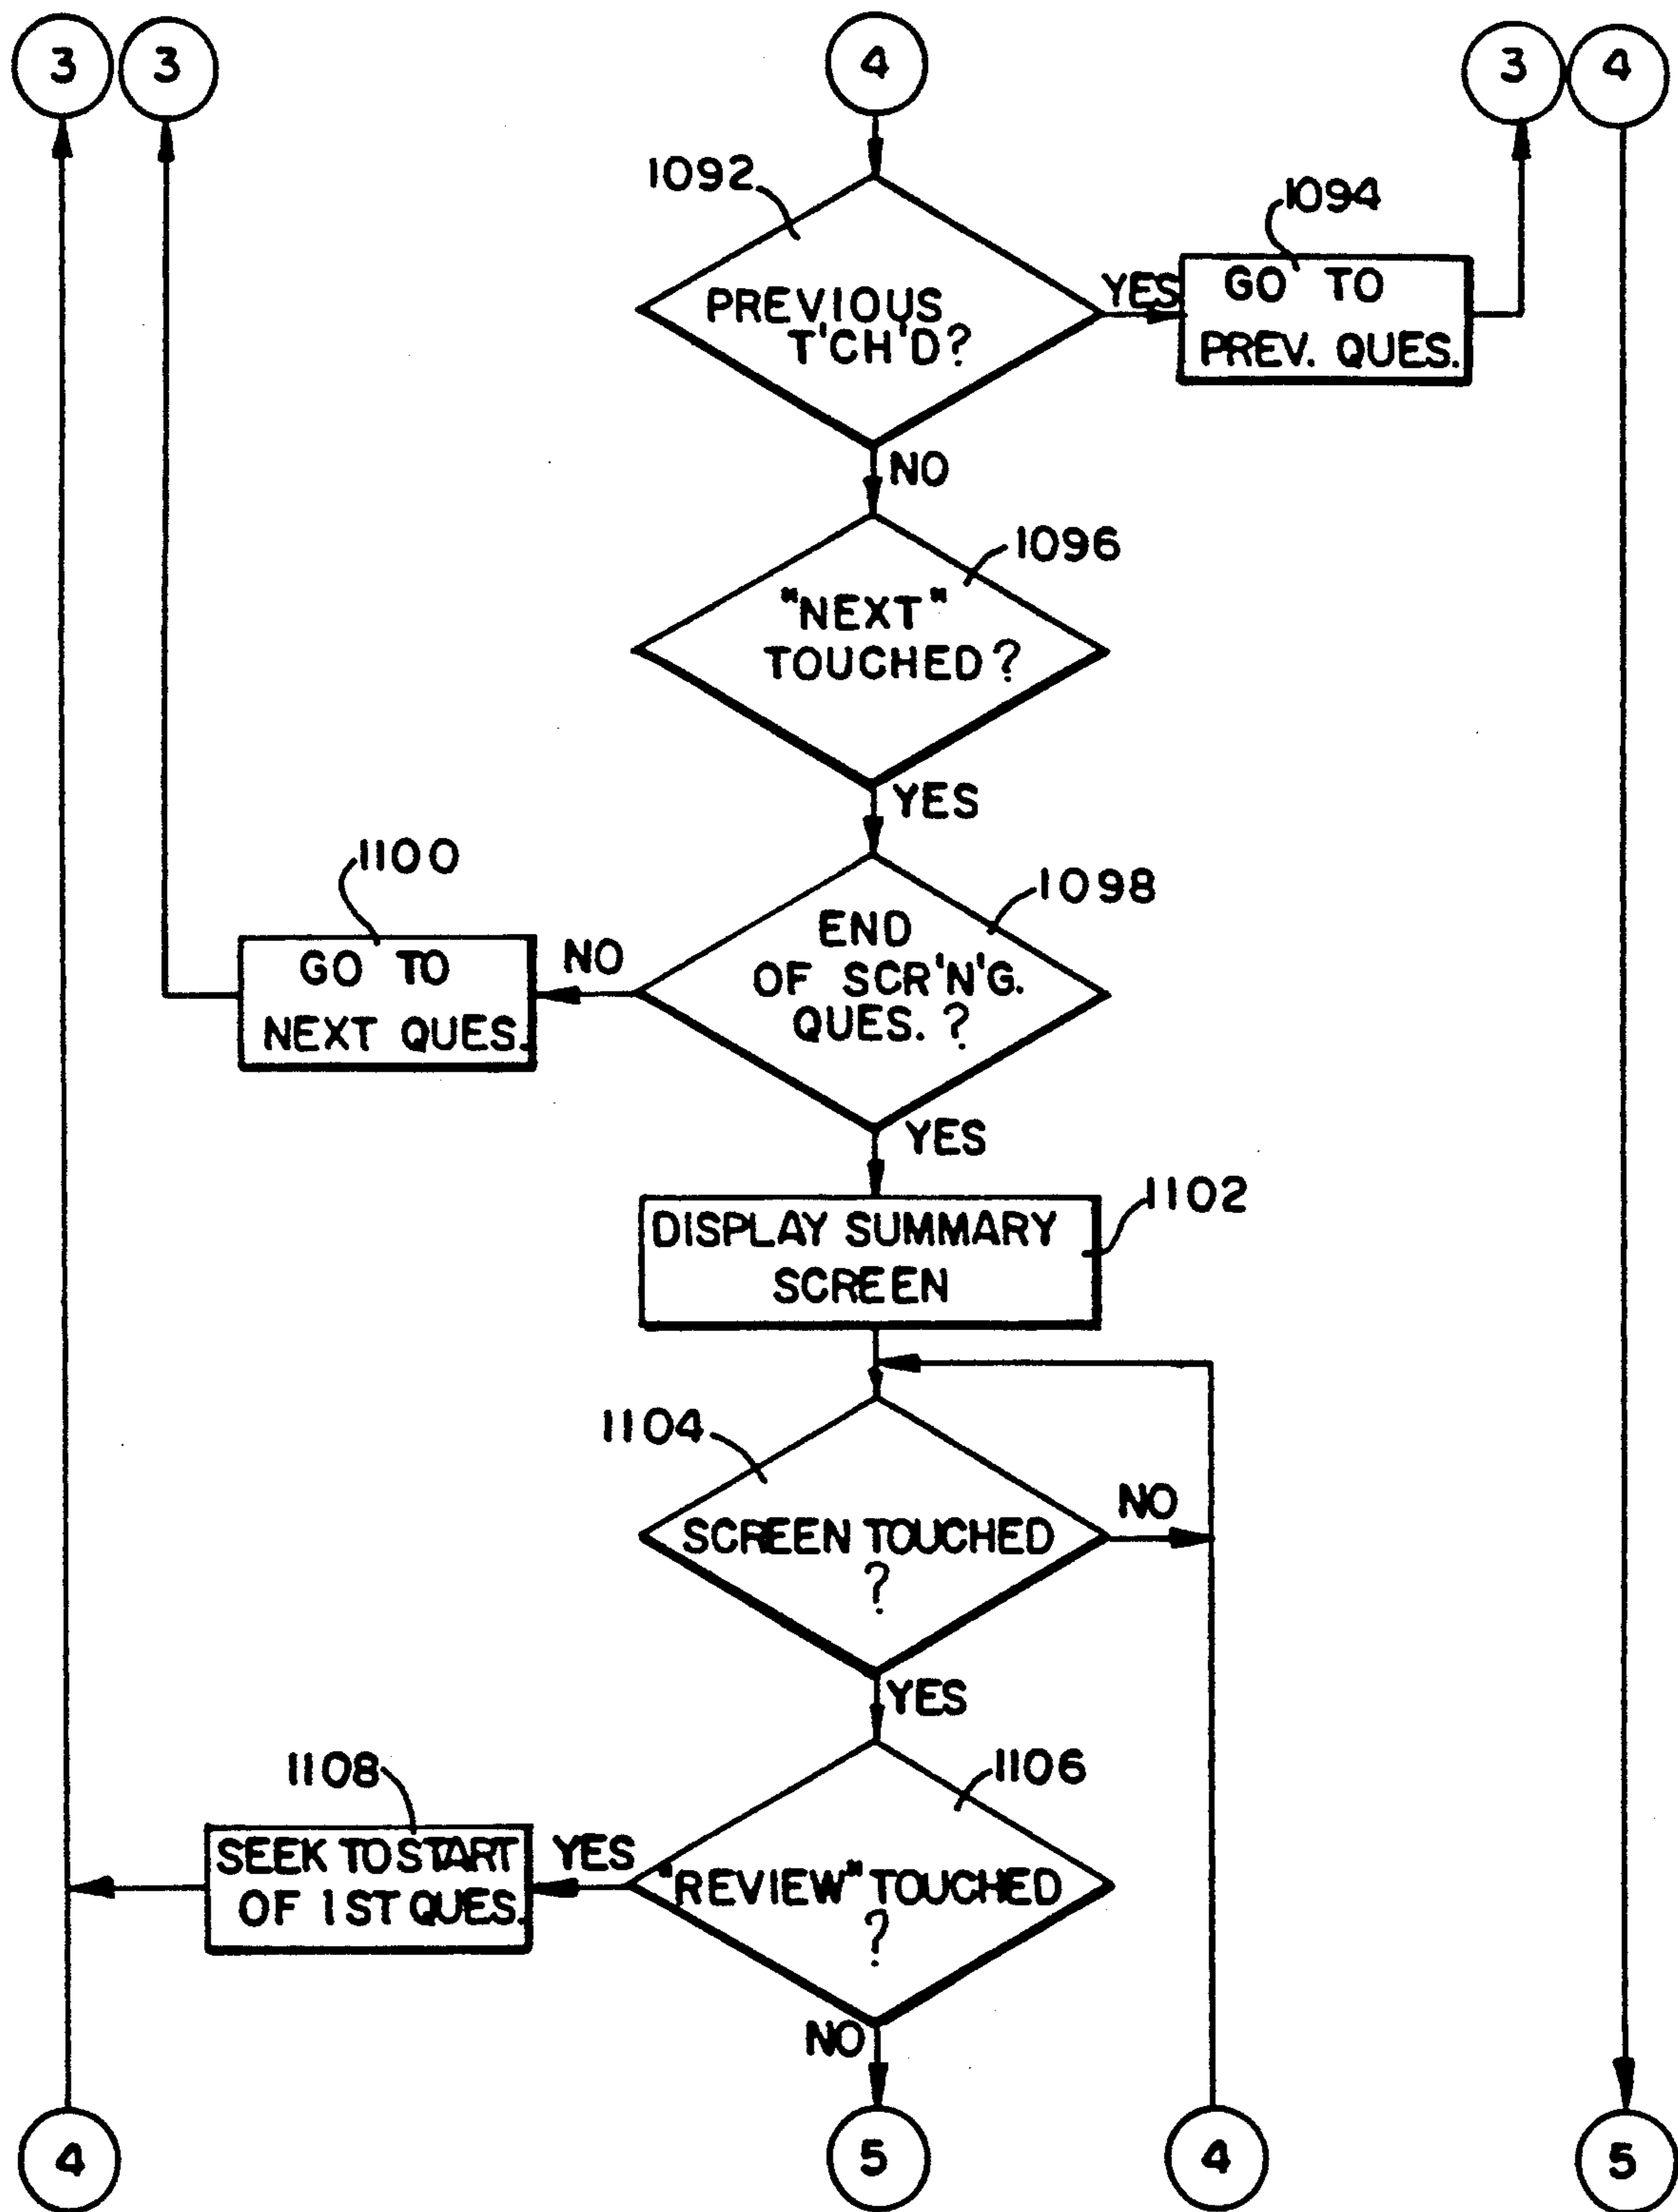 3
3
4
3
4
1092
1094
PREVIOUS
T'CH'D?
YES
GO TO
PREV. QUES.
NO
1096
"NEXT"
TOUCHED?
YES
1100
1098
GO TO
NEXT QUES.
NO
END
OF SCR'N'G.
QUES. ?
YES
1102
DISPLAY SUMMARY
SCREEN
1104
NO
SCREEN TOUCHED
?
YES
1108
1106
SEEK TO START
OF 1ST QUES.
YES
"REVIEW" TOUCHED
?
NO
4
5
4
5